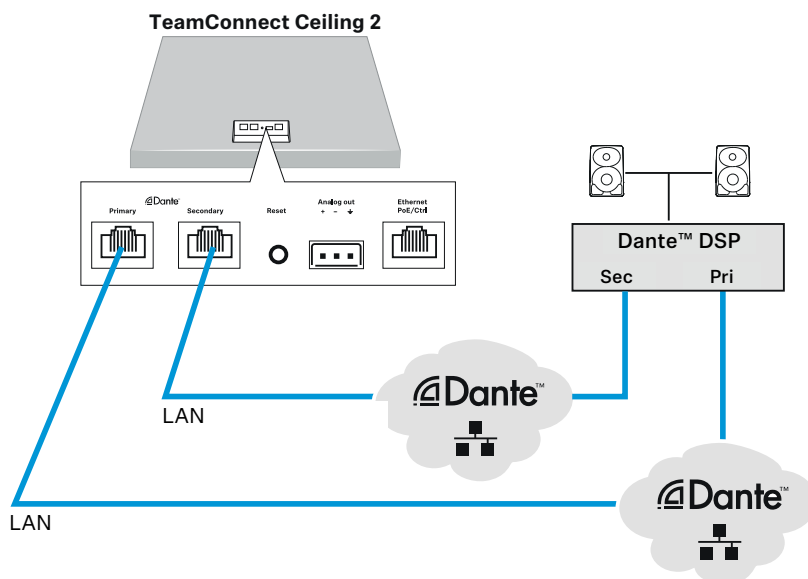 TeamConnect Ceiling 2
Dante™
Primary
Secondary
Reset
Analog out
+ – ⏚
Ethernet
PoE/Ctrl
Dante™ DSP
Sec Pri
Dante™
LAN
Dante™
LAN